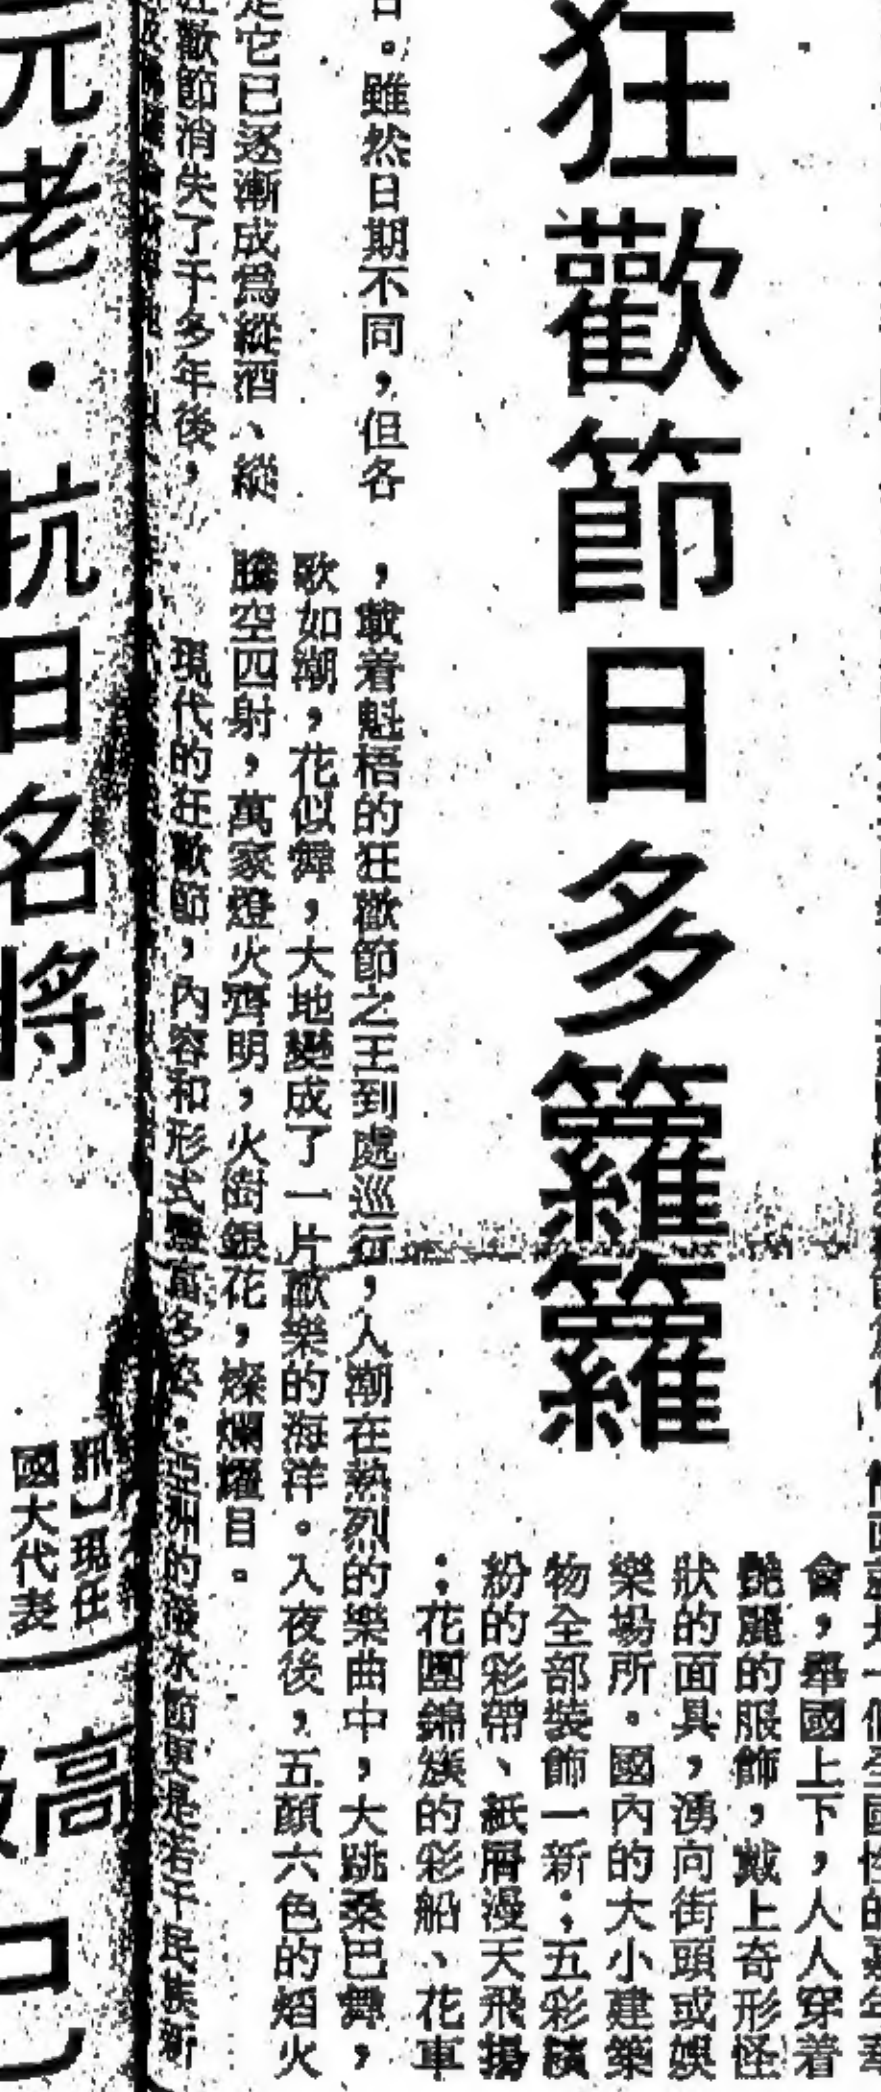 狂歡節日多籮籮
會，舉國上下，人人穿着
艷麗的服飾，戴上奇形怪
狀的面具，湧向街頭或娛
樂場所。國內的大小建築
物全部裝飾一新；五彩繽
紛的彩帶、紙屑漫天飛揚
；花團錦簇的彩船、花車
日。雖然日期不同，但各
，載着魁梧的狂歡節之王到處巡行，人潮在熱烈的樂曲中，大跳桑巴舞，
歌如潮，花似舞，大地變成了一片歡樂的海洋。入夜後，五顏六色的焰火
是它已逐漸成爲縱酒、縱
騰空四射，萬家燈火齊明，火樹銀花，燦爛耀目。
狂歡節消失了千多年後，
現代的狂歡節，內容和形式豐富多姿。亞洲的潑水節更是若干民族新
元老·抗日名將
訊】現任
國大代表
高
已